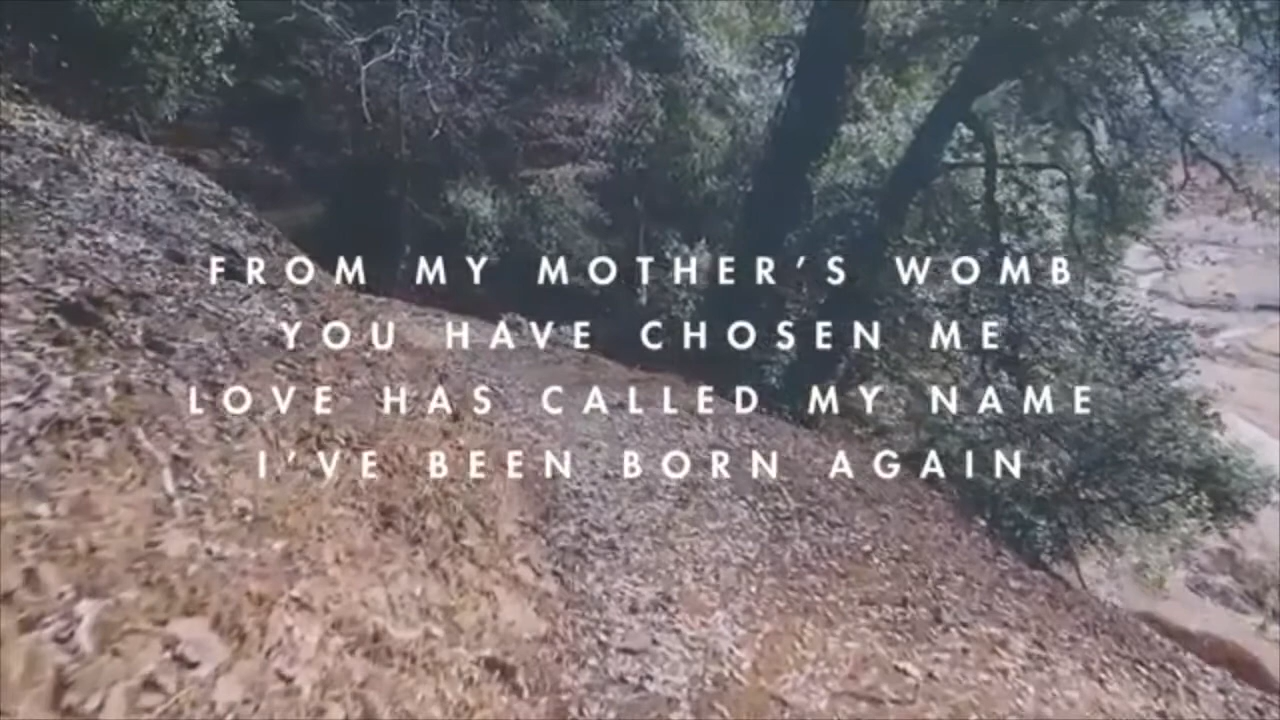 FROM MY MOTHER’S WOMB
YOU HAVE CHOSEN ME
LOVE HAS CALLED MY NAME
I’VE BEEN BORN AGAIN